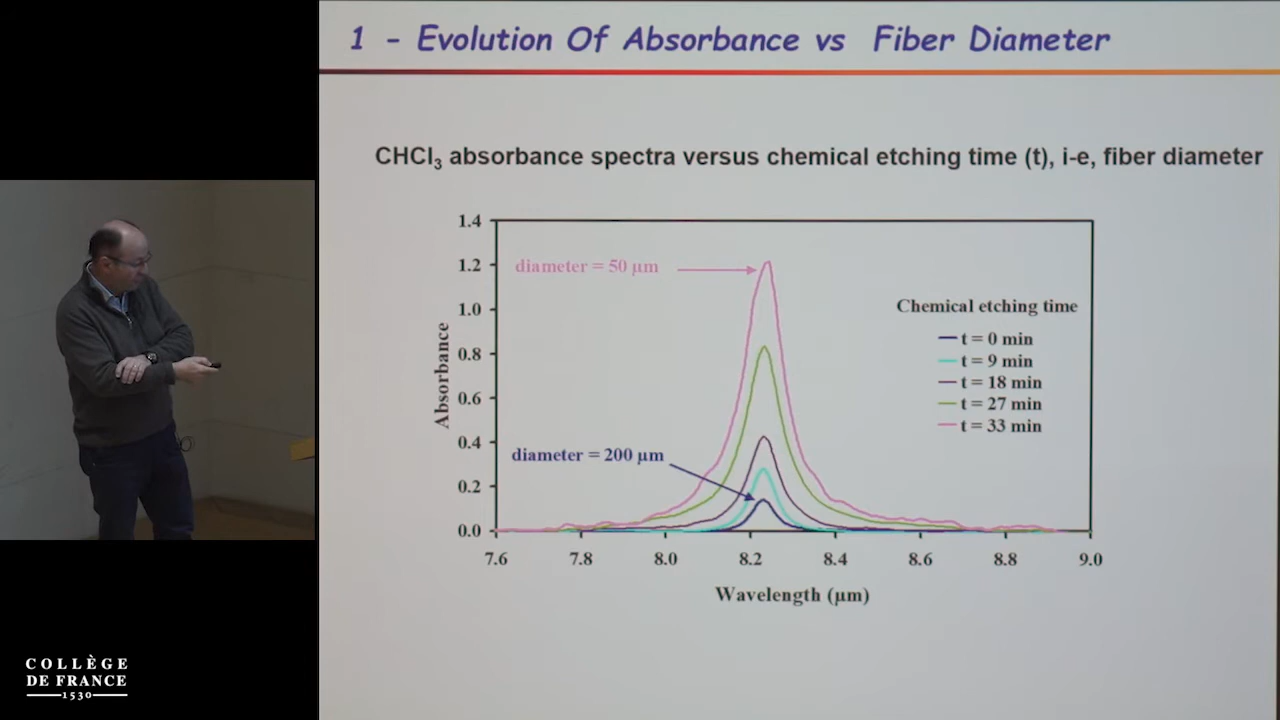 1 - Evolution Of Absorbance vs Fiber Diameter
CHCl₃ absorbance spectra versus chemical etching time (t), i-e, fiber diameter
1.4
1.2
1.0
0.8
0.6
0.4
0.2
0.0
Absorbance
diameter = 50 µm
diameter = 200 µm
Chemical etching time
t = 0 min
t = 9 min
t = 18 min
t = 27 min
t = 33 min
7.6 7.8 8.0 8.2 8.4 8.6 8.8 9.0
Wavelength (µm)
COLLÈGE
DE FRANCE
1530